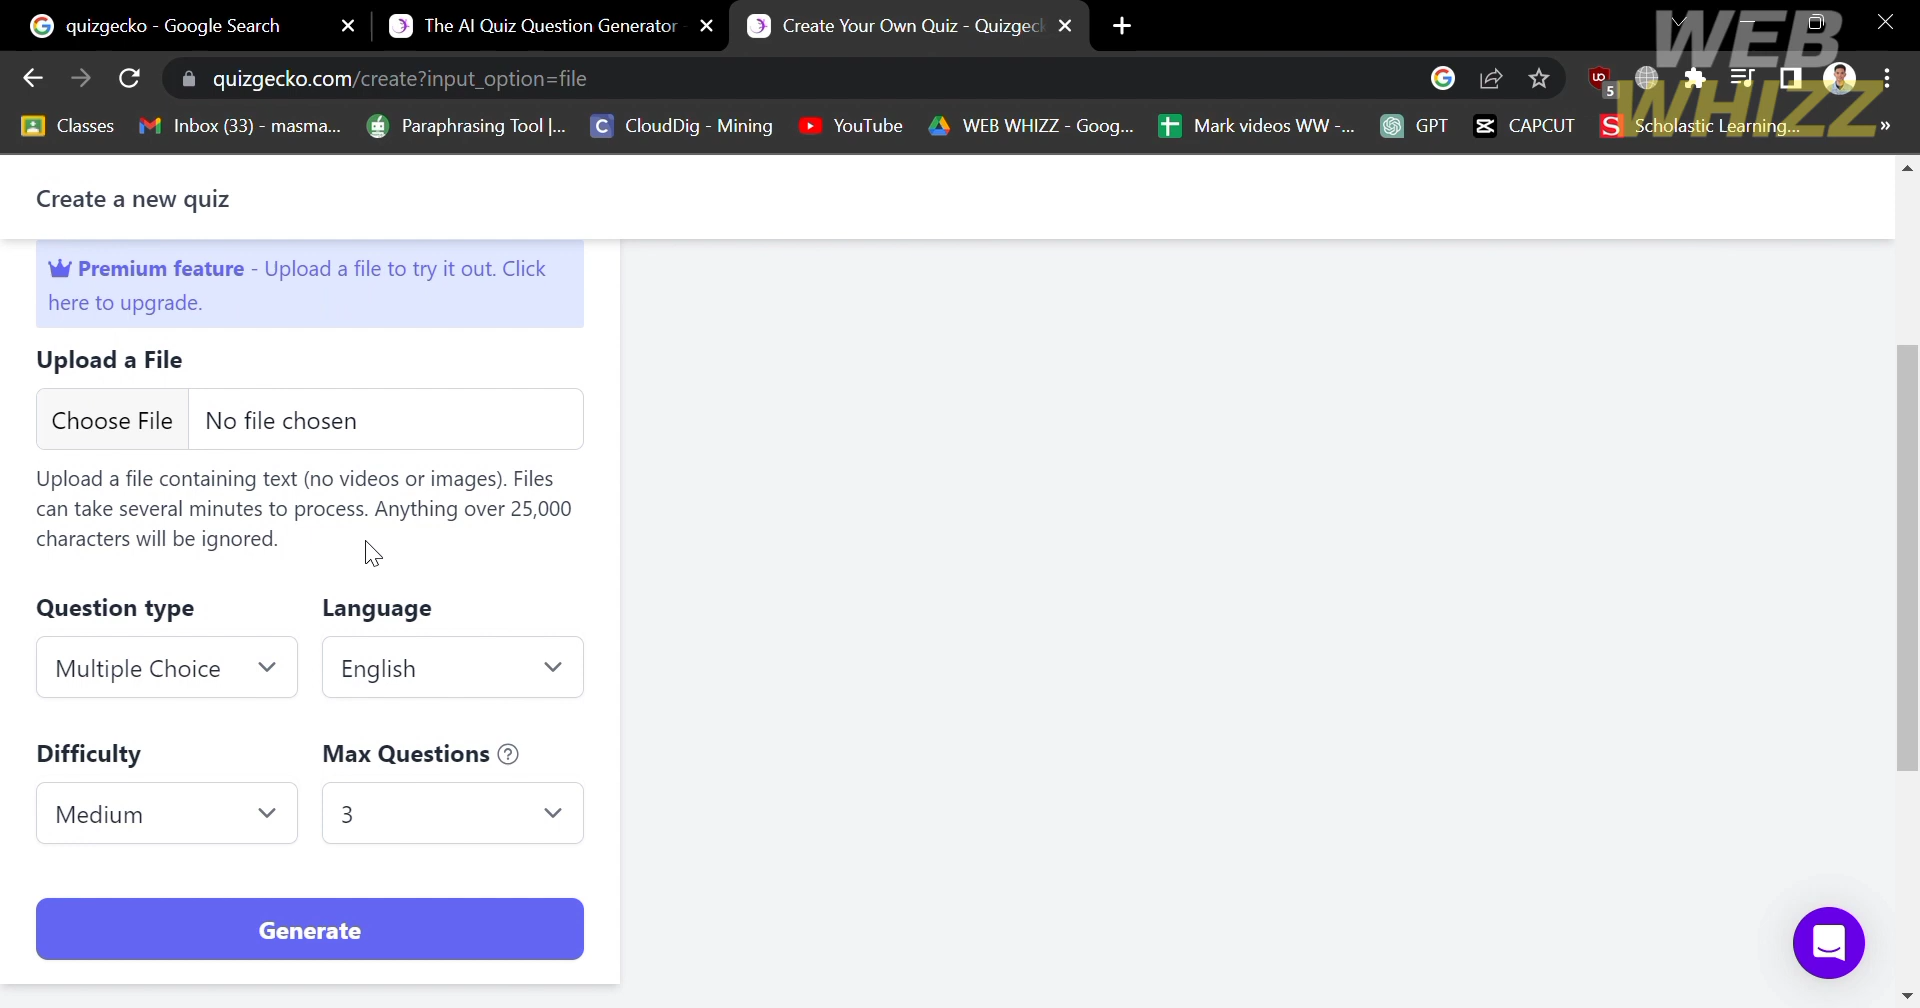 quizgecko - Google Search
The AI Quiz Question Generator
Create Your Own Quiz - Quizgeck
WEB
WHIZZ
quizgecko.com/create?input_option=file
5
Classes
Inbox (33) - masma...
Paraphrasing Tool |...
CloudDig - Mining
YouTube
WEB WHIZZ - Goog...
Mark videos WW -...
GPT
CAPCUT
Scholastic Learning...
»
Create a new quiz
Premium feature - Upload a file to try it out. Click
here to upgrade.
Upload a File
Choose File No file chosen
Upload a file containing text (no videos or images). Files
can take several minutes to process. Anything over 25,000
characters will be ignored.
Question type Language
Multiple Choice English
Difficulty Max Questions ?
Medium 3
Generate